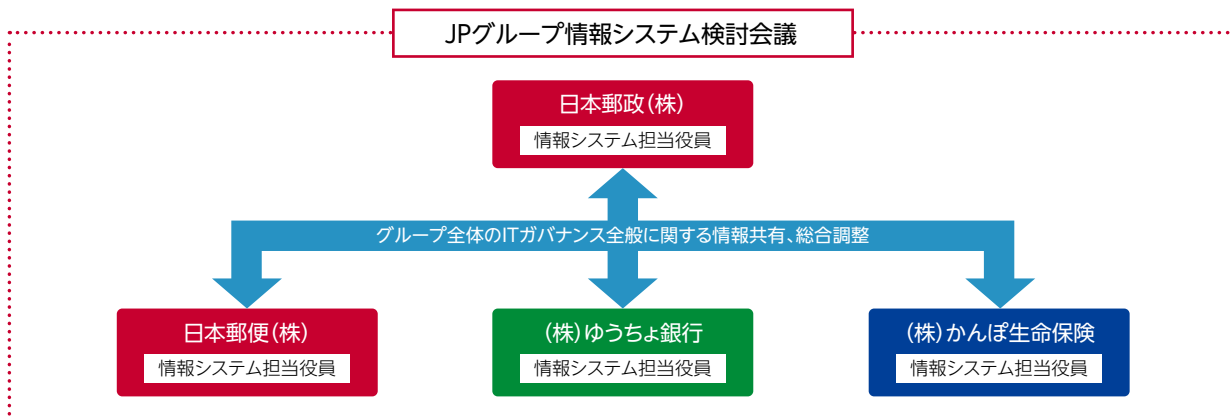 JPグループ情報システム検討会議
日本郵政(株)
情報システム担当役員
グループ全体のITガバナンス全般に関する情報共有、総合調整
日本郵便(株)
情報システム担当役員
(株)ゆうちょ銀行
情報システム担当役員
(株)かんぽ生命保険
情報システム担当役員